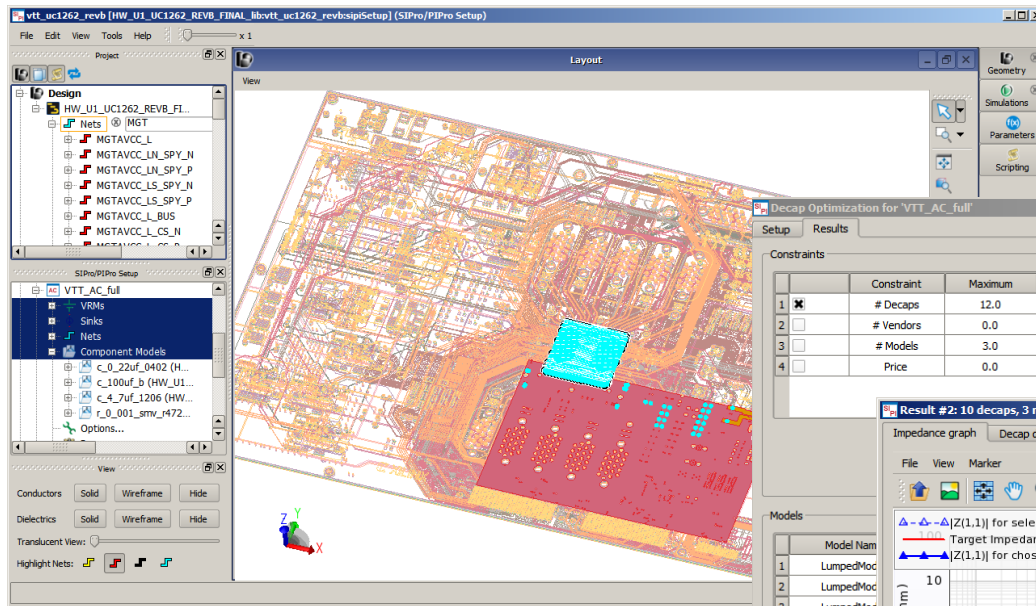 vtt_uc1262_revb [HW_U1_UC1262_REVB_FINAL_lib:vtt_uc1262_revb:sipiSetup] (SIPro/PIPro Setup)
File Edit View Tools Help x 1
Project
Design
HW_U1_UC1262_REVB_FI...
Nets MGT
MGTAVCC_L
MGTAVCC_LN_SPY_N
MGTAVCC_LN_SPY_P
MGTAVCC_LS_SPY_N
MGTAVCC_LS_SPY_P
MGTAVCC_L_BUS
MGTAVCC_L_CS_N
SIPro/PIPro Setup
AC VTT_AC_full
VRMs
Sinks
Nets
Component Models
c_0_22uf_0402 (H...
c_100uf_b (HW_U1...
c_4_7uf_1206 (HW...
r_0_001_smv_r472...
Options...
View
Conductors Solid Wireframe Hide
Dielectrics Solid Wireframe Hide
Translucent View:
Highlight Nets:
Layout
View
Z Y X
Geometry
Simulations
f(x)
Parameters
Scripting
SI PI Decap Optimization for 'VTT_AC_full'
Setup Results
Constraints
Constraint Maximum
1 # Decaps 12.0
2 # Vendors 0.0
3 # Models 3.0
4 Price 0.0
Models
Model Nam
1 LumpedMod
2 LumpedMod
SI PI Result #2: 10 decaps, 3 m
Impedance graph Decap c
File View Marker
|Z(1,1)| for sele
Target Impedan
|Z(1,1)| for chos
100
10